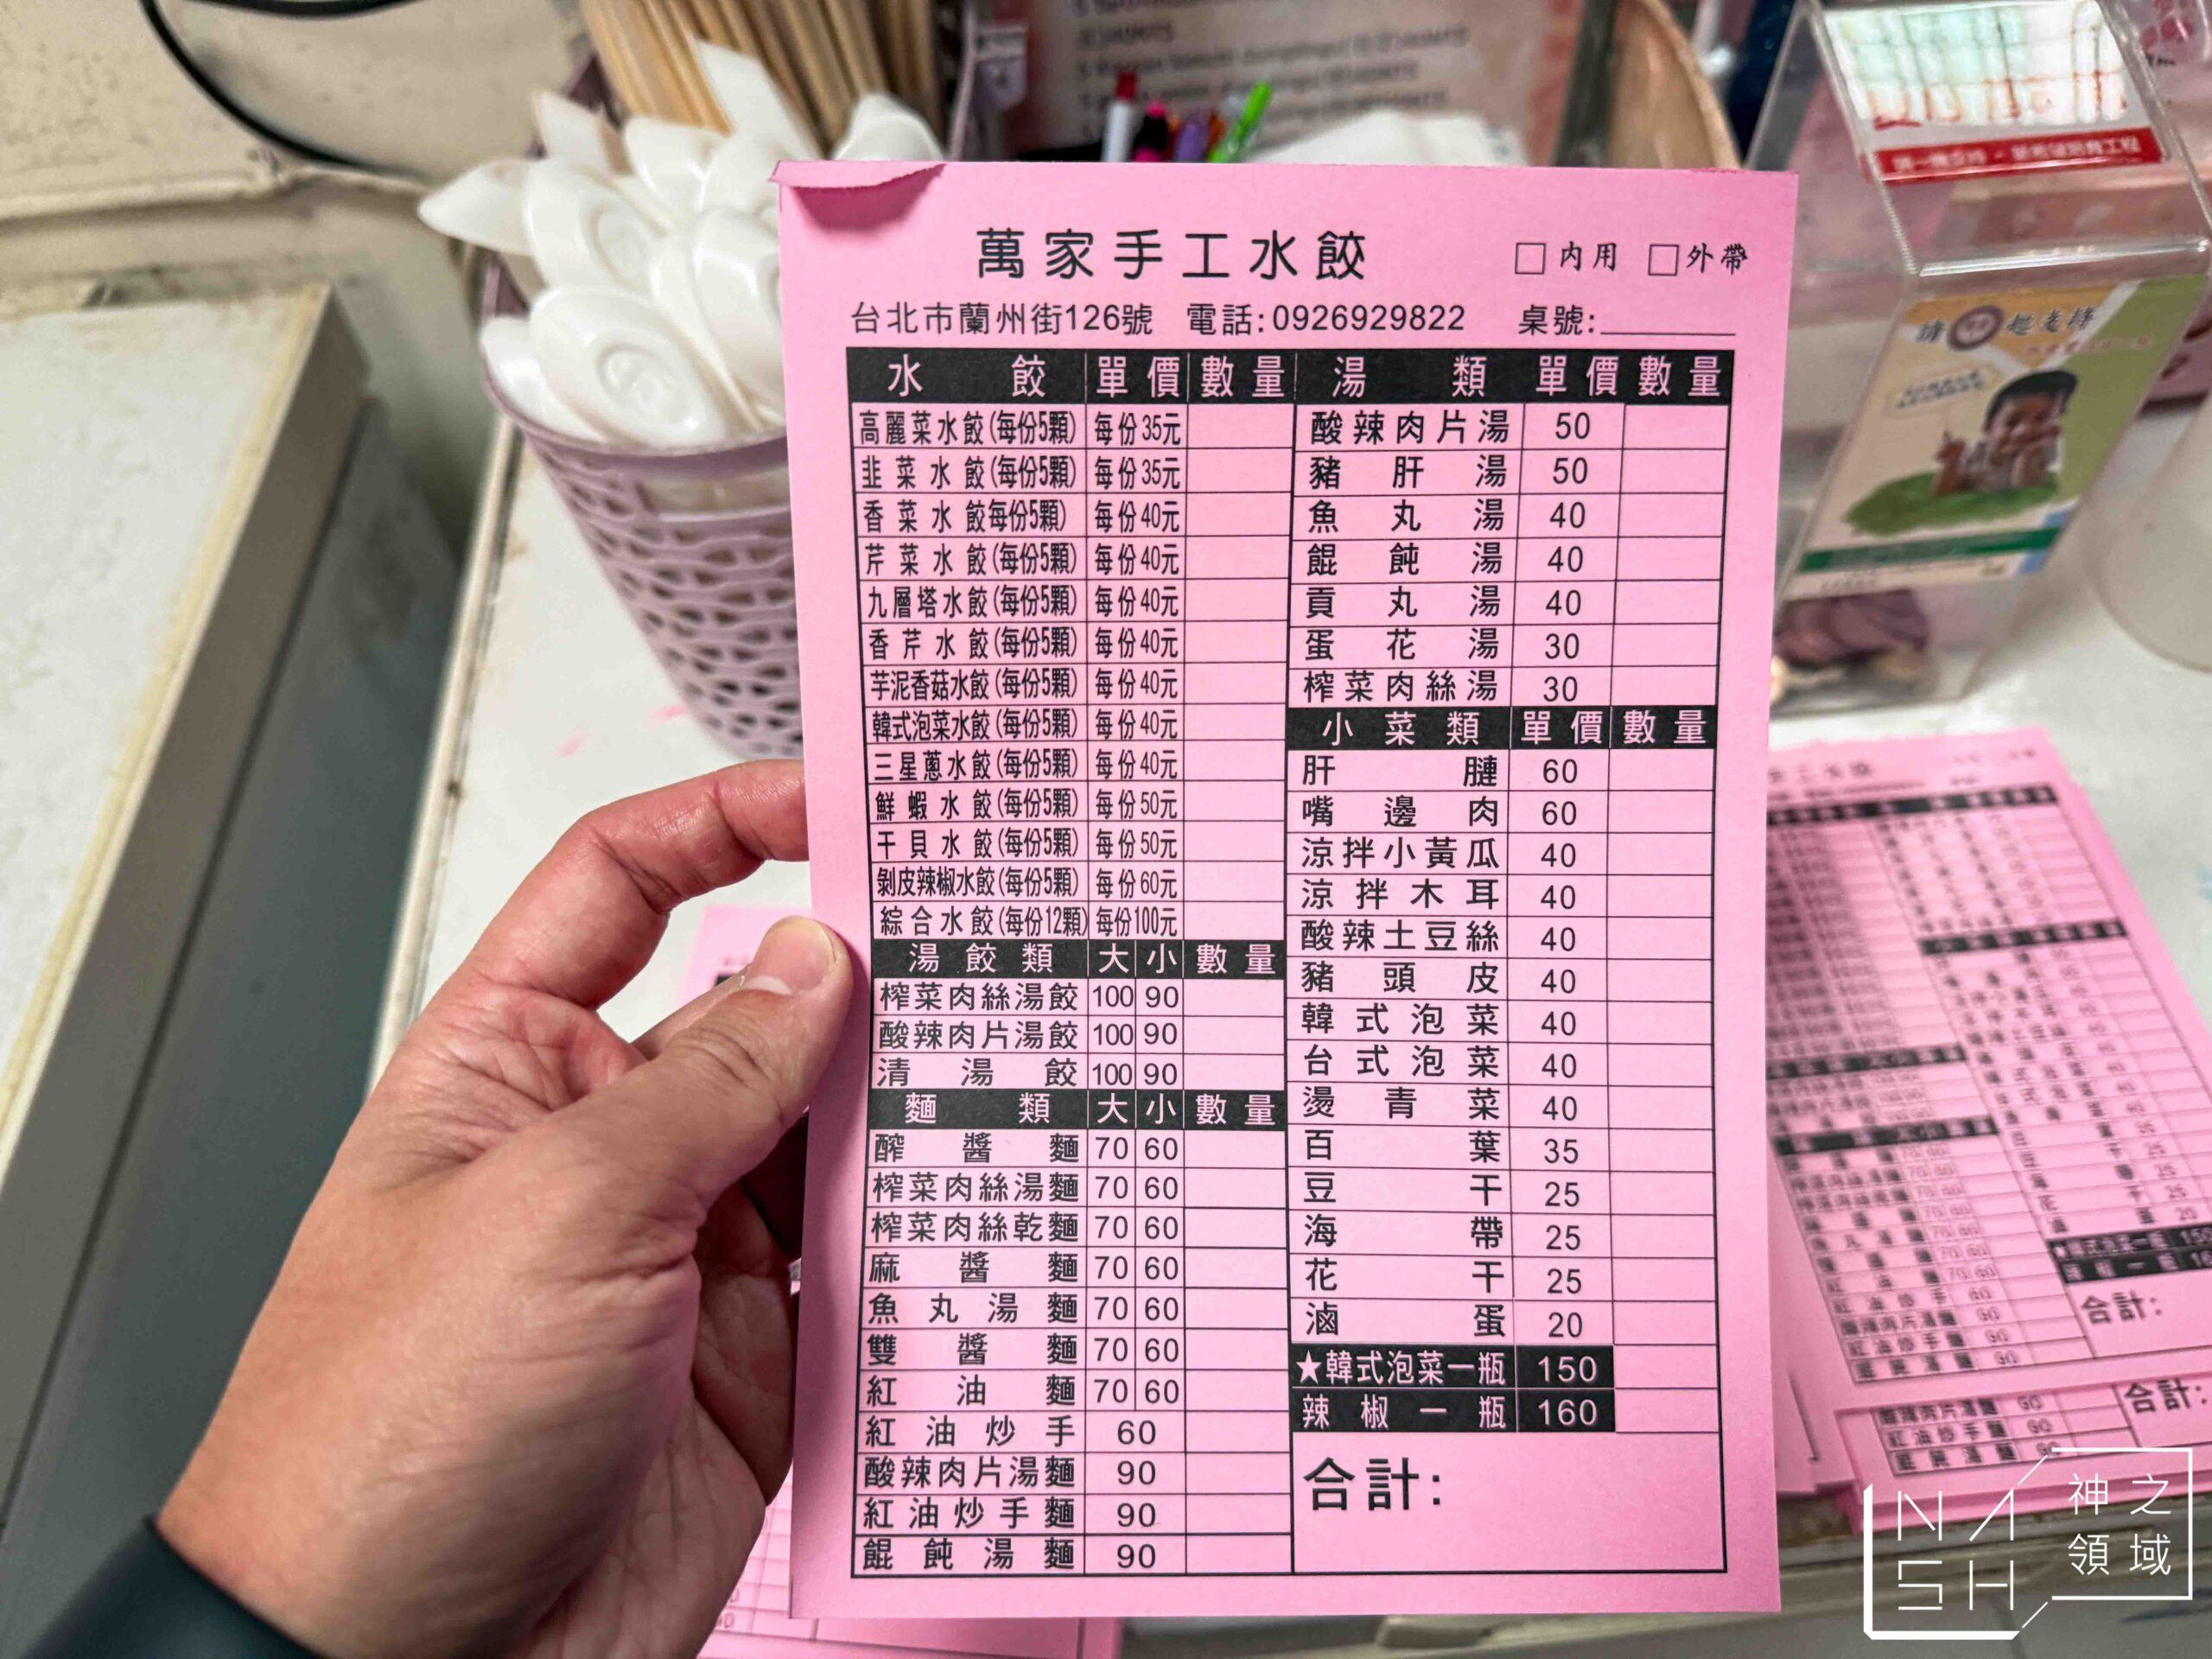 萬家手工水餃 □內用 □外帶
台北市蘭州街126號 電話:0926929822 桌號:
水餃 單價 數量
高麗菜水餃(每份5顆) 每份35元
韭菜水餃(每份5顆) 每份35元
香菜水餃每份5顆) 每份40元
芹菜水餃(每份5顆) 每份40元
九層塔水餃(每份5顆) 每份40元
香芹水餃(每份5顆) 每份40元
芋泥香菇水餃(每份5顆) 每份40元
韓式泡菜水餃(每份5顆) 每份40元
三星蔥水餃(每份5顆) 每份40元
鮮蝦水餃(每份5顆) 每份50元
干貝水餃(每份5顆) 每份50元
剝皮辣椒水餃(每份5顆) 每份60元
綜合水餃(每份12顆) 每份100元
湯餃類 大 小 數量
榨菜肉絲湯餃 100 90
酸辣肉片湯餃 100 90
清湯餃 100 90
麵類 大 小 數量
醡醬麵 70 60
榨菜肉絲湯麵 70 60
榨菜肉絲乾麵 70 60
麻醬麵 70 60
魚丸湯麵 70 60
雙醬麵 70 60
紅油麵 70 60
紅油炒手 60
酸辣肉片湯麵 90
紅油炒手麵 90
餛飩湯麵 90
湯類 單價 數量
酸辣肉片湯 50
豬肝湯 50
魚丸湯 40
餛飩湯 40
貢丸湯 40
蛋花湯 30
榨菜肉絲湯 30
小菜類 單價 數量
肝膉 60
嘴邊肉 60
涼拌小黃瓜 40
涼拌木耳 40
酸辣土豆絲 40
豬頭皮 40
韓式泡菜 40
台式泡菜 40
燙青菜 40
百葉 35
豆干 25
海帶 25
花干 25
滷蛋 20
★韓式泡菜一瓶 150
辣椒一瓶 160
合計:
合計:
合計:
NASH 神之領域